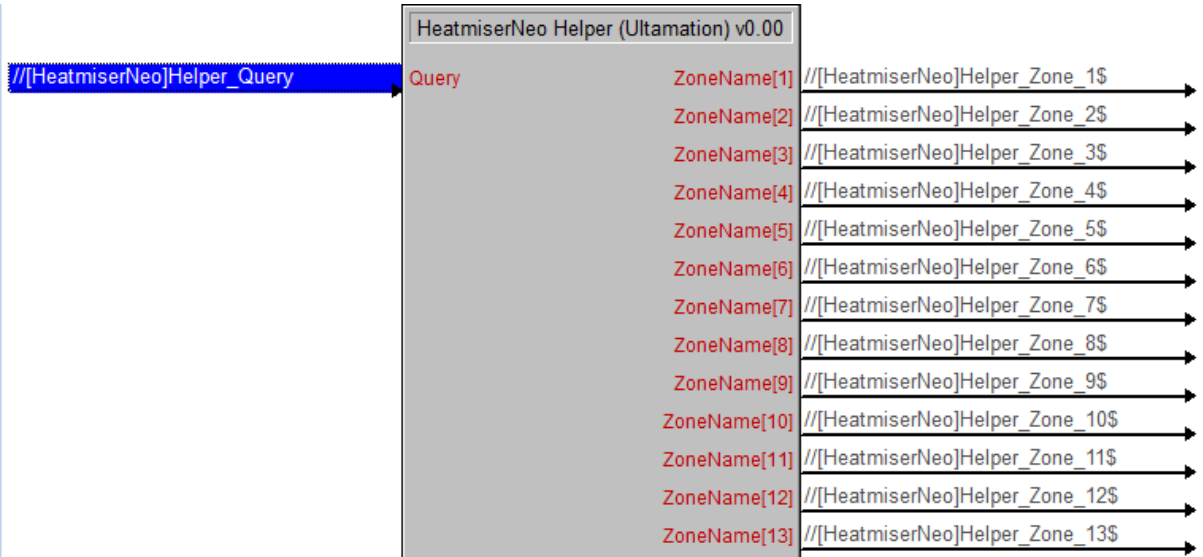 HeatmiserNeo Helper (Ultamation) v0.00
//[HeatmiserNeo]Helper_Query Query ZoneName[1] //[HeatmiserNeo]Helper_Zone_1$
ZoneName[2] //[HeatmiserNeo]Helper_Zone_2$
ZoneName[3] //[HeatmiserNeo]Helper_Zone_3$
ZoneName[4] //[HeatmiserNeo]Helper_Zone_4$
ZoneName[5] //[HeatmiserNeo]Helper_Zone_5$
ZoneName[6] //[HeatmiserNeo]Helper_Zone_6$
ZoneName[7] //[HeatmiserNeo]Helper_Zone_7$
ZoneName[8] //[HeatmiserNeo]Helper_Zone_8$
ZoneName[9] //[HeatmiserNeo]Helper_Zone_9$
ZoneName[10] //[HeatmiserNeo]Helper_Zone_10$
ZoneName[11] //[HeatmiserNeo]Helper_Zone_11$
ZoneName[12] //[HeatmiserNeo]Helper_Zone_12$
ZoneName[13] //[HeatmiserNeo]Helper_Zone_13$